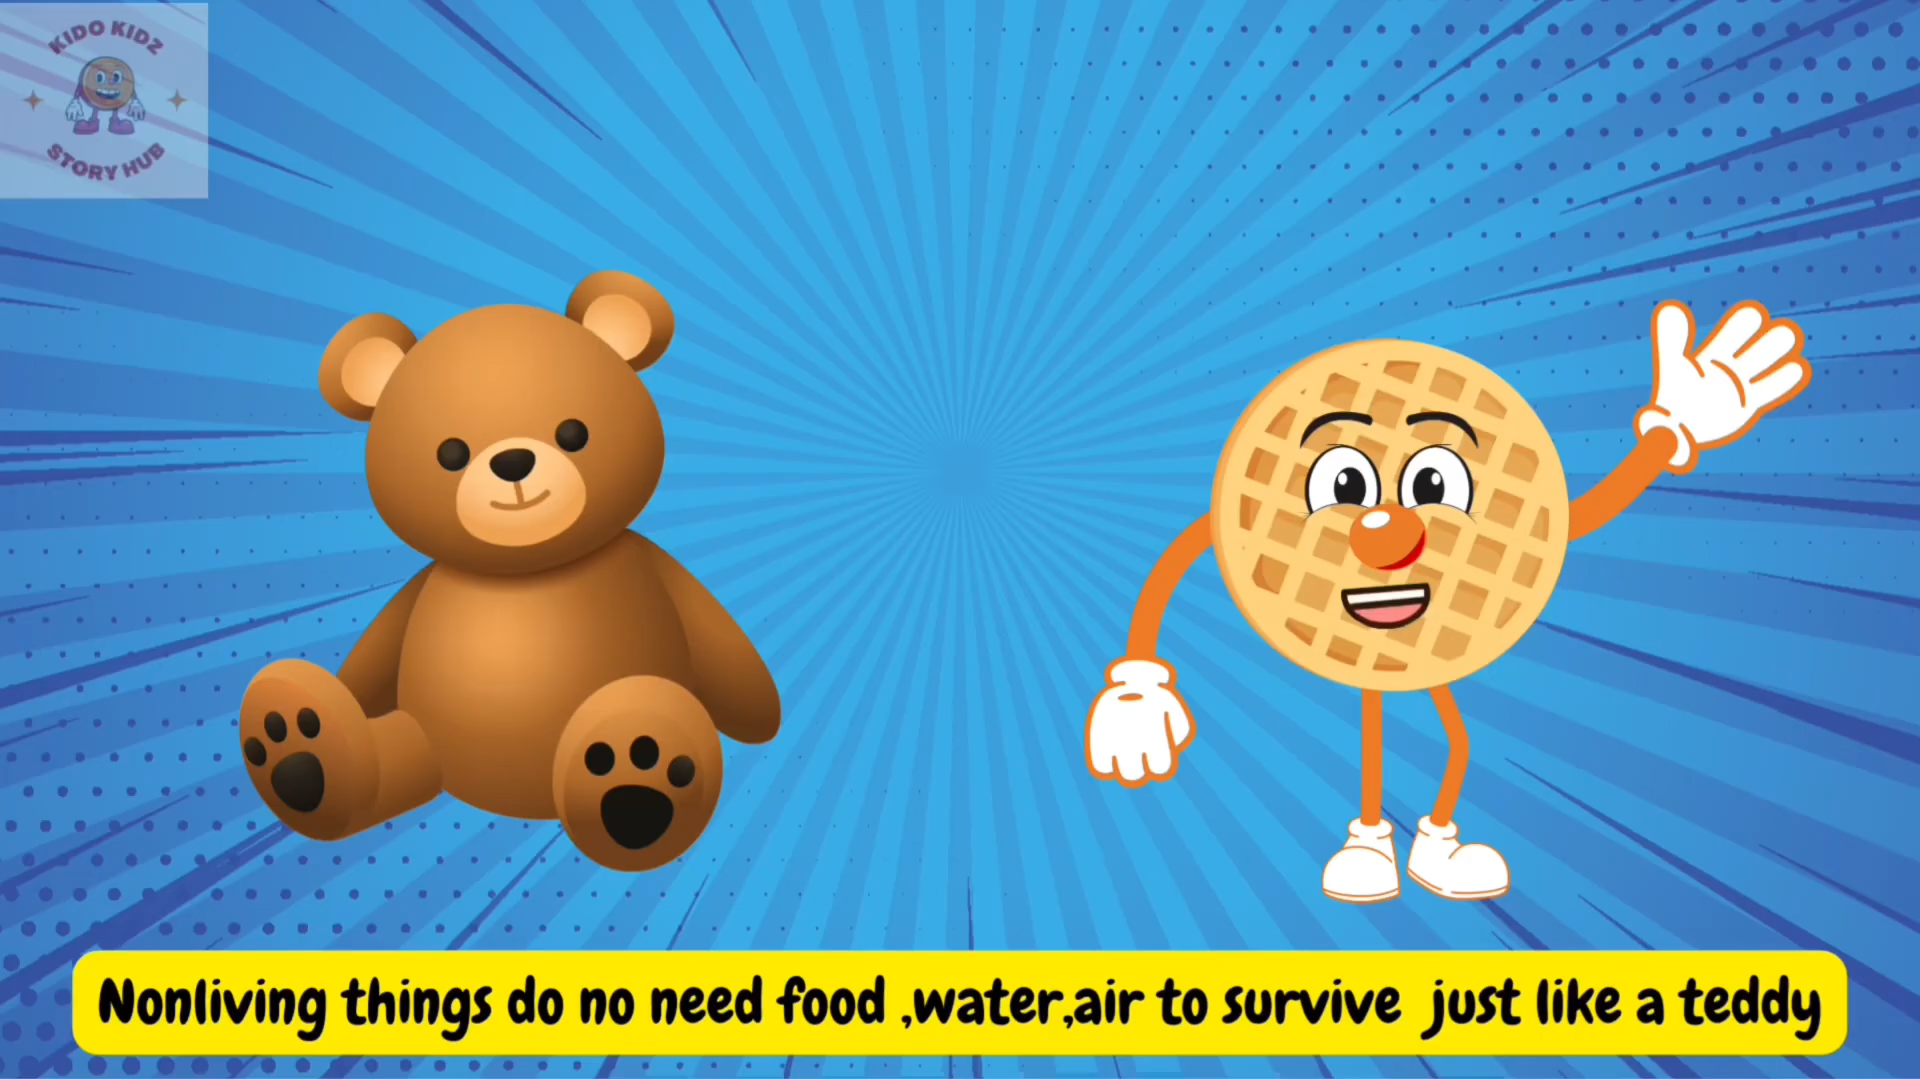 KIDO KIDZ
STORY HUB
Nonliving things do no need food ,water,air to survive just like a teddy